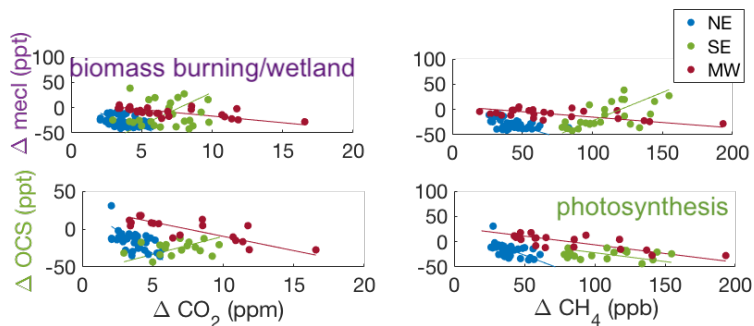 NE
SE
MW
Δ mecl (ppt)
100
50
0
-50
biomass burning/wetland
0 5 10 15 20
100
50
0
-50
0 50 100 150 200
Δ OCS (ppt)
50
0
-50
0 5 10 15 20
Δ CO2 (ppm)
100
50
0
-50
photosynthesis
0 50 100 150 200
Δ CH4 (ppb)